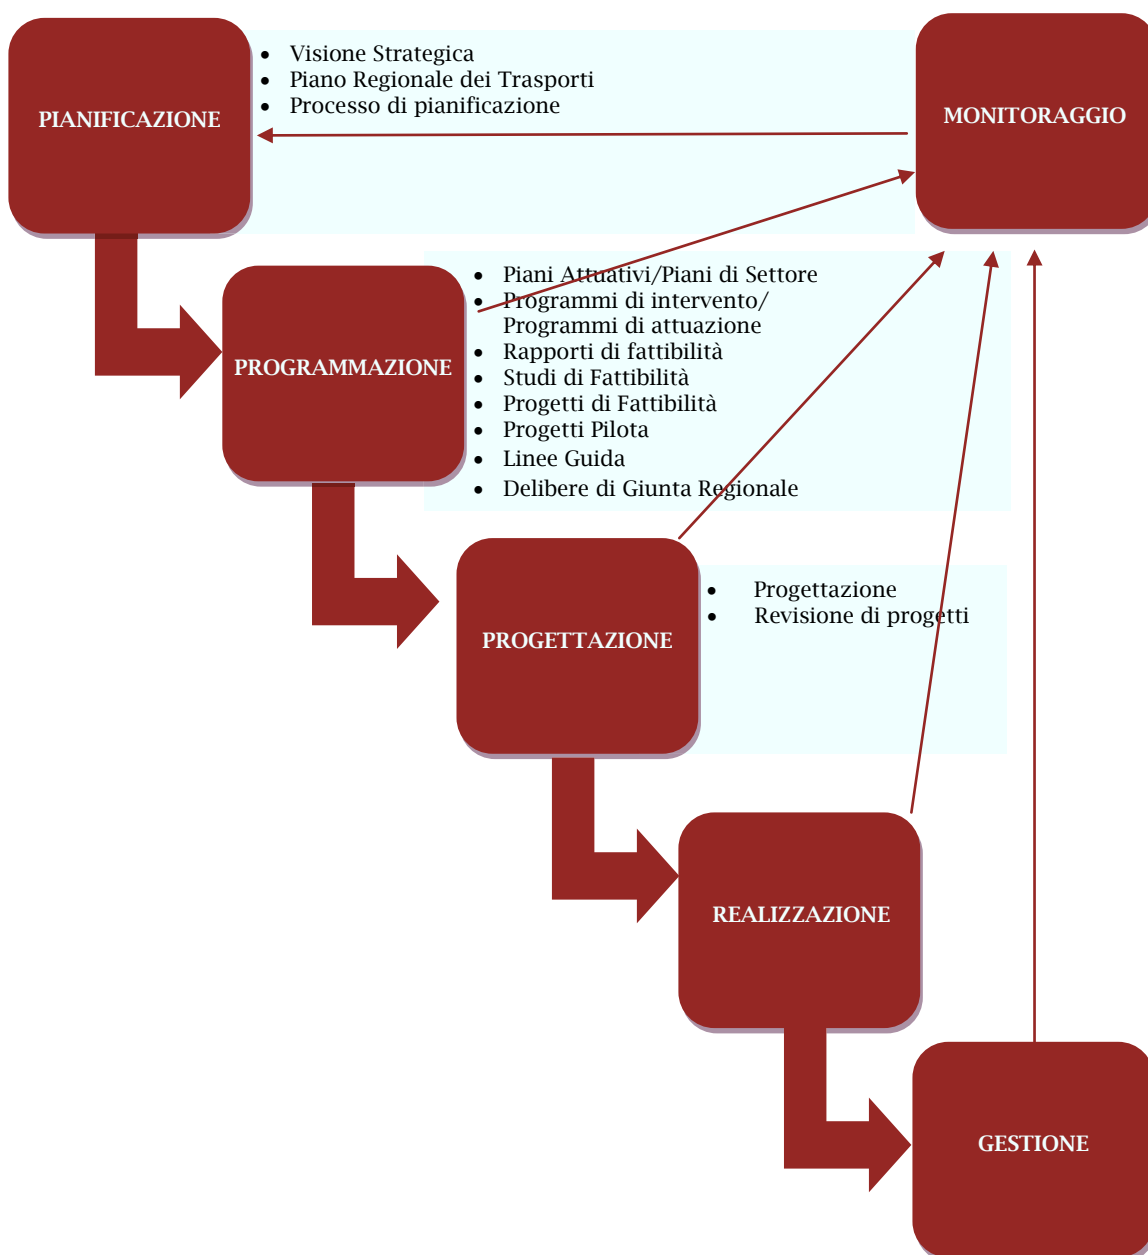 PIANIFICAZIONE
• Visione Strategica
• Piano Regionale dei Trasporti
• Processo di pianificazione
MONITORAGGIO
PROGRAMMAZIONE
• Piani Attuativi/Piani di Settore
• Programmi di intervento/
Programmi di attuazione
• Rapporti di fattibilità
• Studi di Fattibilità
• Progetti di Fattibilità
• Progetti Pilota
• Linee Guida
• Delibere di Giunta Regionale
PROGETTAZIONE
• Progettazione
• Revisione di progetti
REALIZZAZIONE
GESTIONE